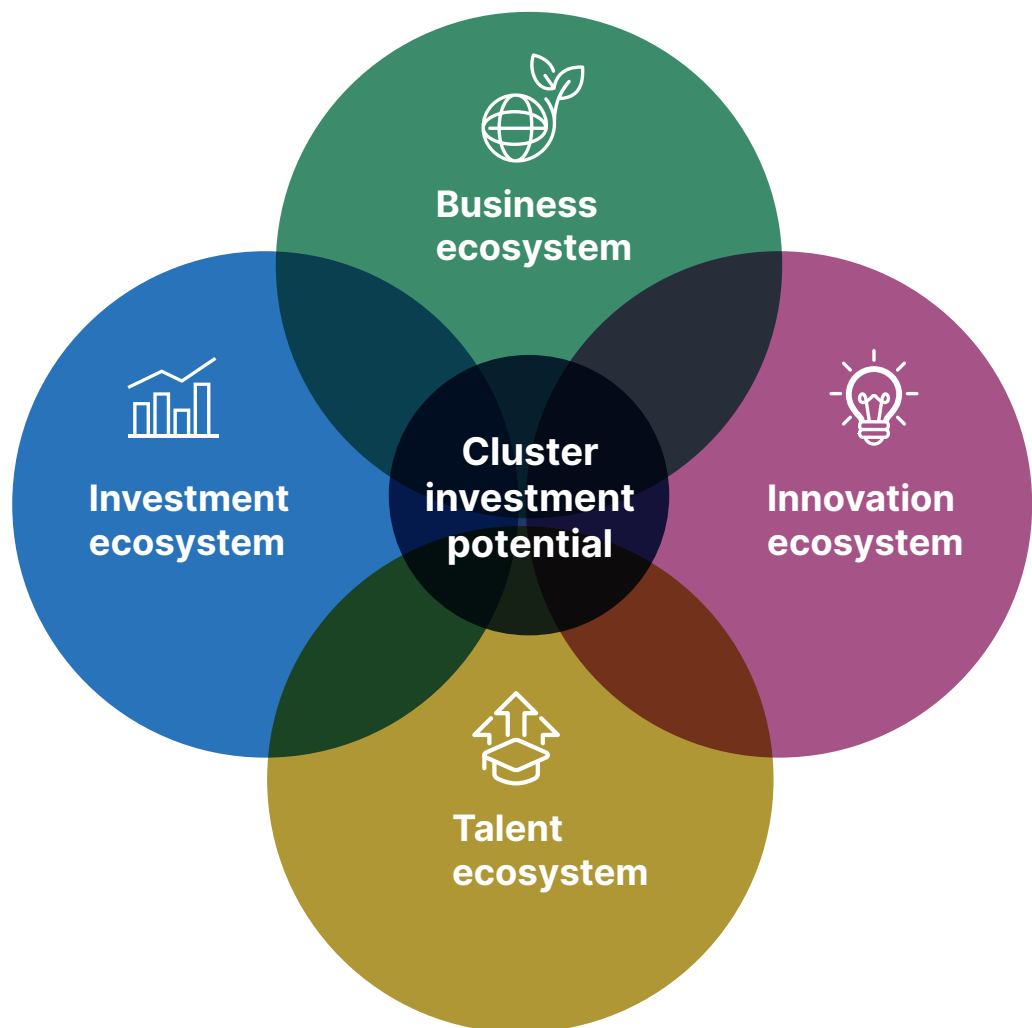 Business
ecosystem
Investment
ecosystem
Cluster
investment
potential
Innovation
ecosystem
Talent
ecosystem